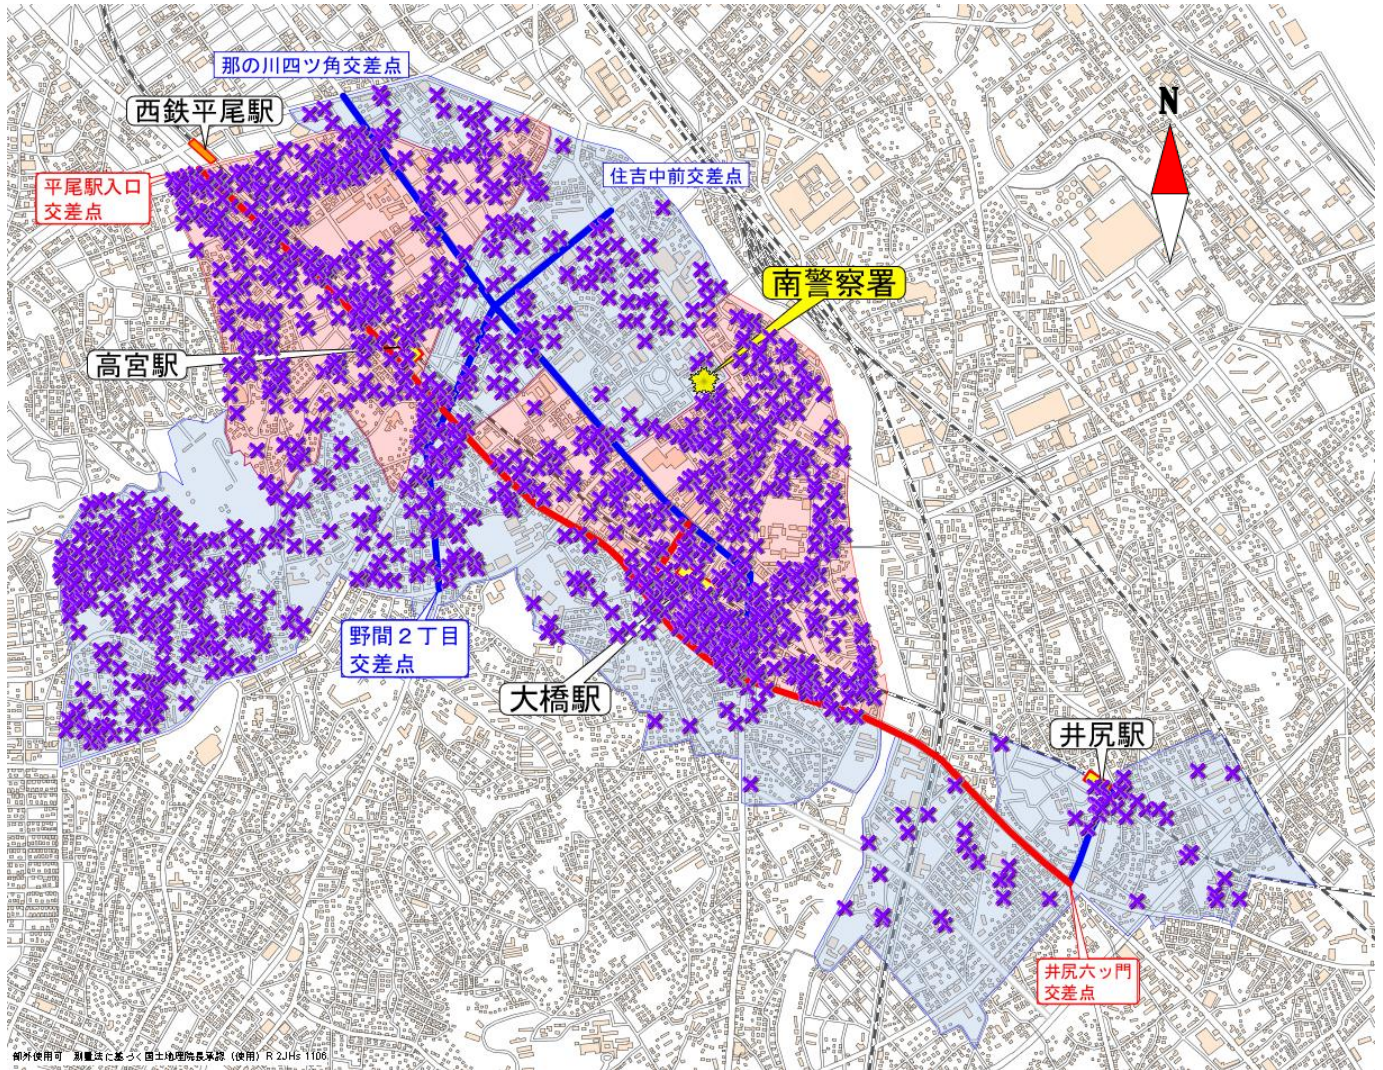 那の川四ツ角交差点
西鉄平尾駅
N
平尾駅入口
交差点
住吉中前交差点
南警察署
高宮駅
野間２丁目
交差点
大橋駅
井尻駅
井尻六ッ門
交差点
部外使用可 測量法に基づく国土地理院長承認（使用）R 2JHs 1106